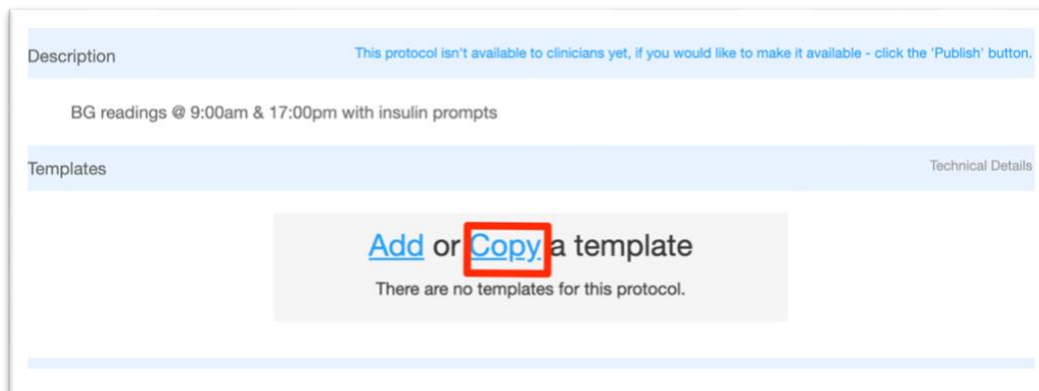 Description
This protocol isn't available to clinicians yet, if you would like to make it available - click the 'Publish' button.
BG readings @ 9:00am & 17:00pm with insulin prompts
Templates
Technical Details
Add or Copy a template
There are no templates for this protocol.